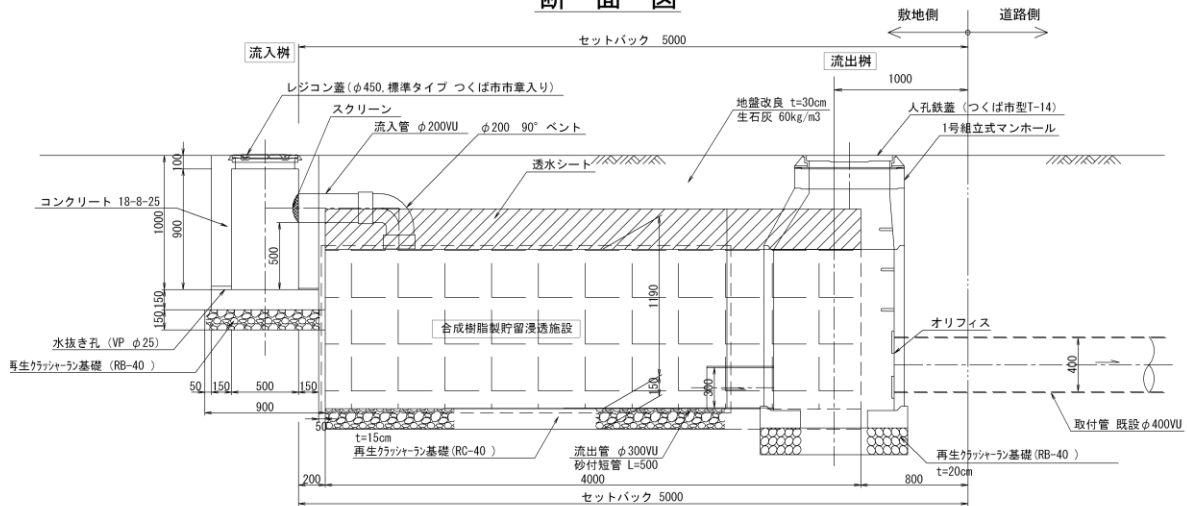 断面図
敷地側
道路側
セットバック 5000
流入桝
流出桝
1000
レジコン蓋(φ450,標準タイプ つくば市市章入り)
スクリーン
流入管 φ200VU
φ200 90° ベント
地盤改良 t=30cm
生石灰 60kg/m3
人孔鉄蓋 (つくば市型T-14)
1号組立式マンホール
透水シート
100
コンクリート 18-8-25
1000
900
500
150
150
1190
合成樹脂製貯留浸透施設
水抜き孔(VP φ25)
再生クラッシャーラン基礎 (RB-40 )
オリフィス
400
300
150
50
150
500
150
900
50
t=15cm
再生クラッシャーラン基礎(RC-40 )
流出管 φ300VU
砂付短管 L=500
取付管 既設φ400VU
再生クラッシャーラン基礎(RB-40 )
t=20cm
200
4000
800
セットバック 5000